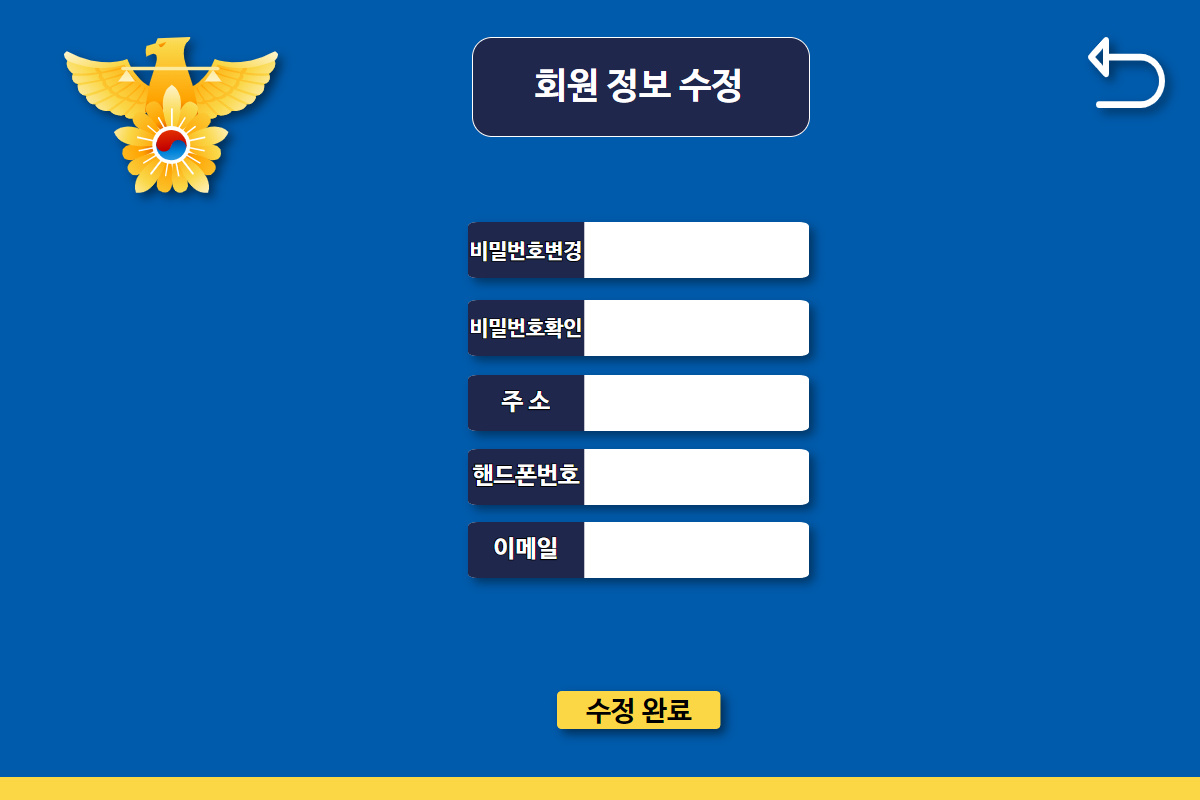 회원 정보 수정
비밀번호변경
비밀번호확인
주 소
핸드폰번호
이메일
수정 완료